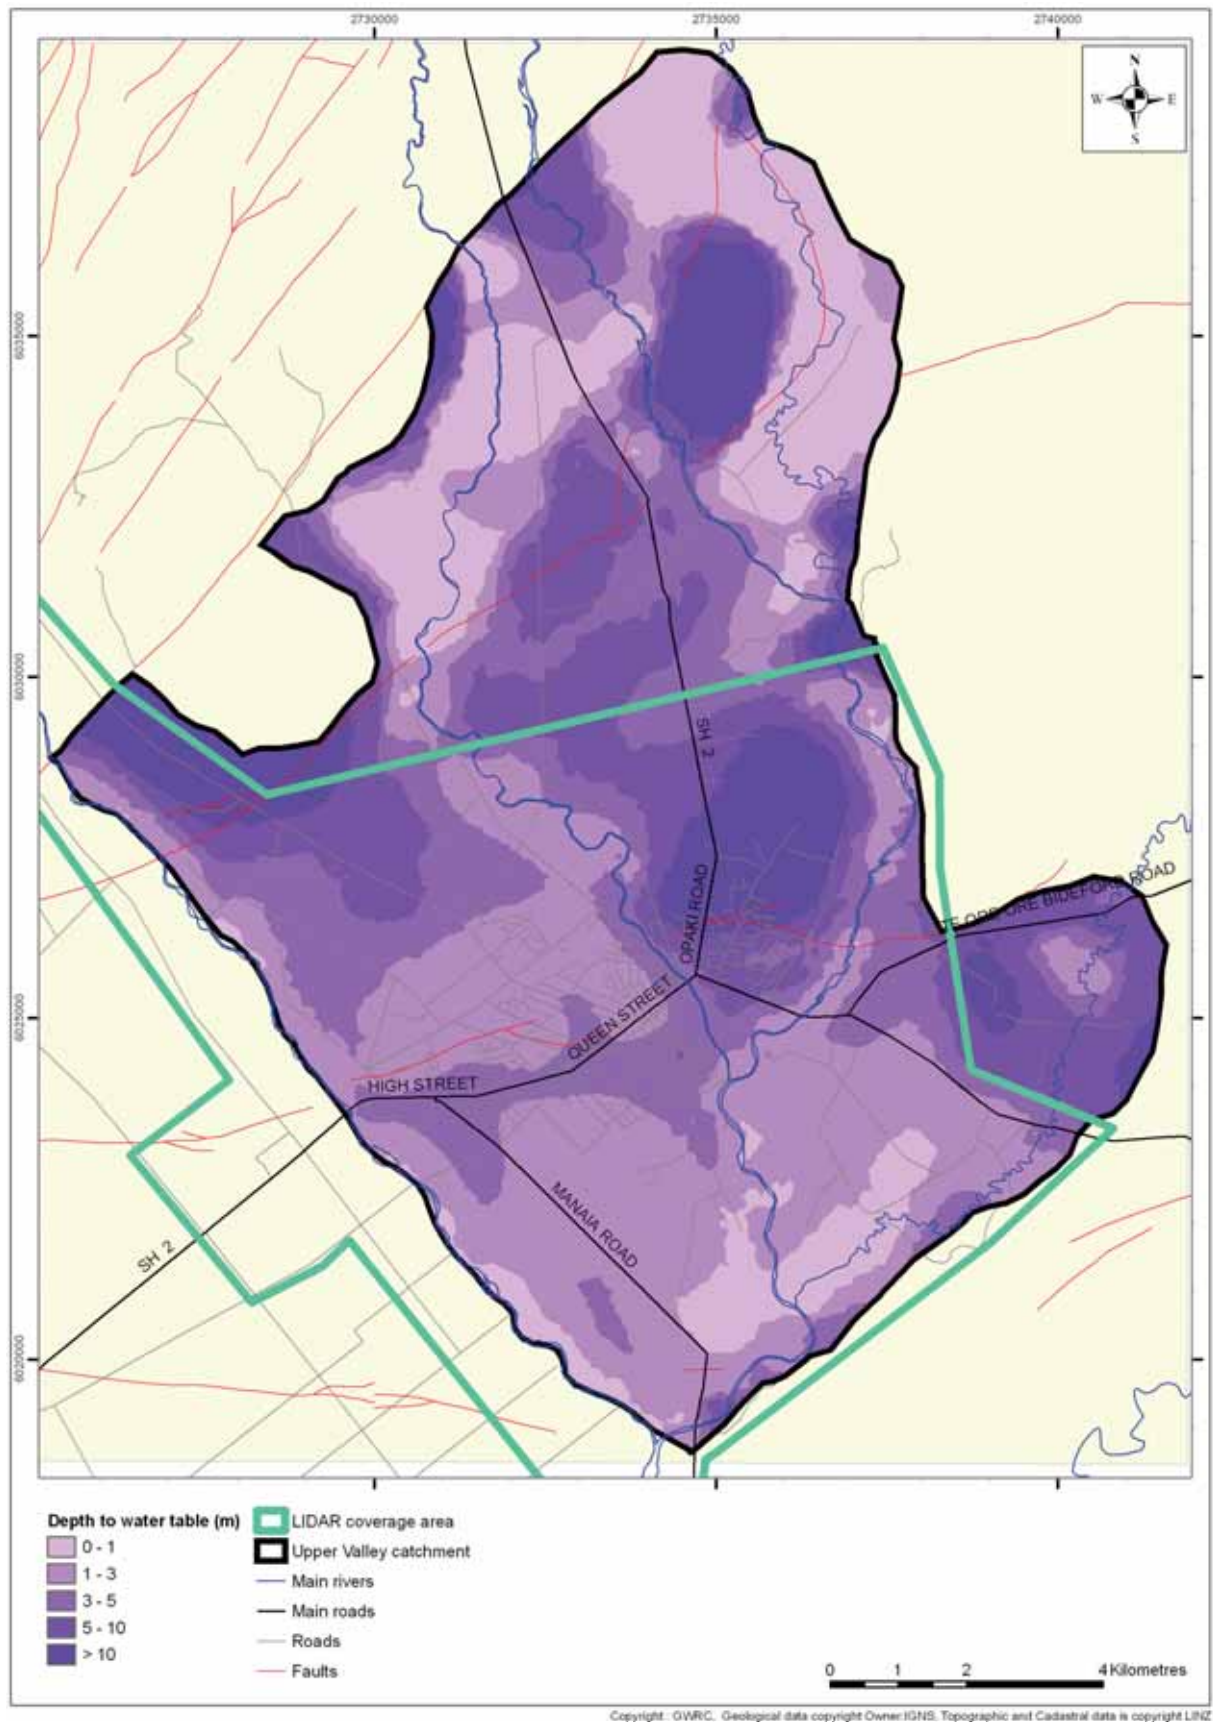 2730000
2735000
2740000
N
W E
S
6035000
6030000
6025000
6020000
SH 2
OPAKI ROAD
TE ORE ORE BIDEFORD ROAD
QUEEN STREET
HIGH STREET
MANAIA ROAD
SH 2
Depth to water table (m)
0 - 1
1 - 3
3 - 5
5 - 10
> 10
LIDAR coverage area
Upper Valley catchment
Main rivers
Main roads
Roads
Faults
0 1 2 4 Kilometres
Copyright : GWRC, Geological data copyright Owner:IGNS, Topographic and Cadastral data is copyright LINZ